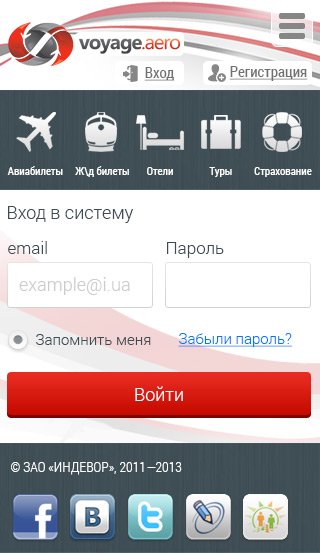 voyage.aero
Вход Регистрация
Авиабилеты Ж\д билеты Отели Туры Страхование
Вход в систему
email Пароль
example@i.ua
Запомнить меня Забыли пароль?
Войти
© ЗАО «ИНДЕВОР», 2011—2013
f B t